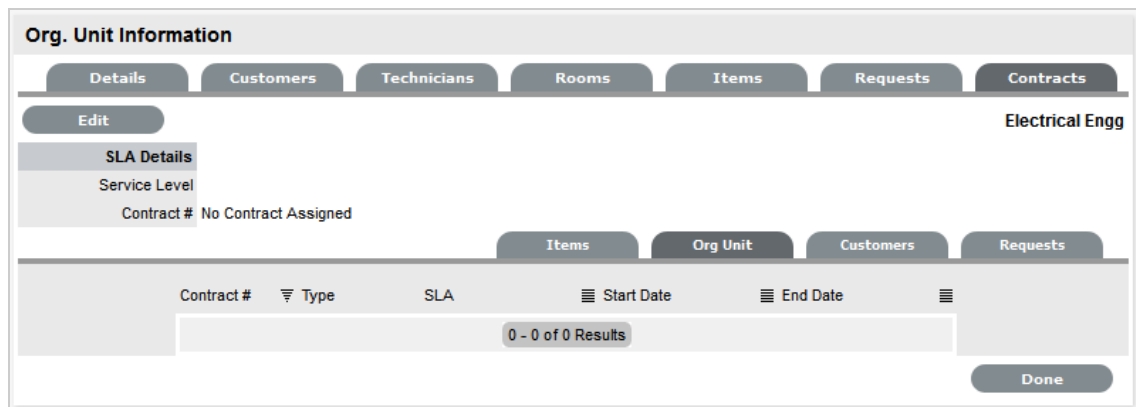 Org. Unit Information
Details Customers Technicians Rooms Items Requests Contracts
Edit Electrical Engg
SLA Details
Service Level
Contract # No Contract Assigned
Items Org Unit Customers Requests
Contract # Type SLA Start Date End Date
0 - 0 of 0 Results
Done